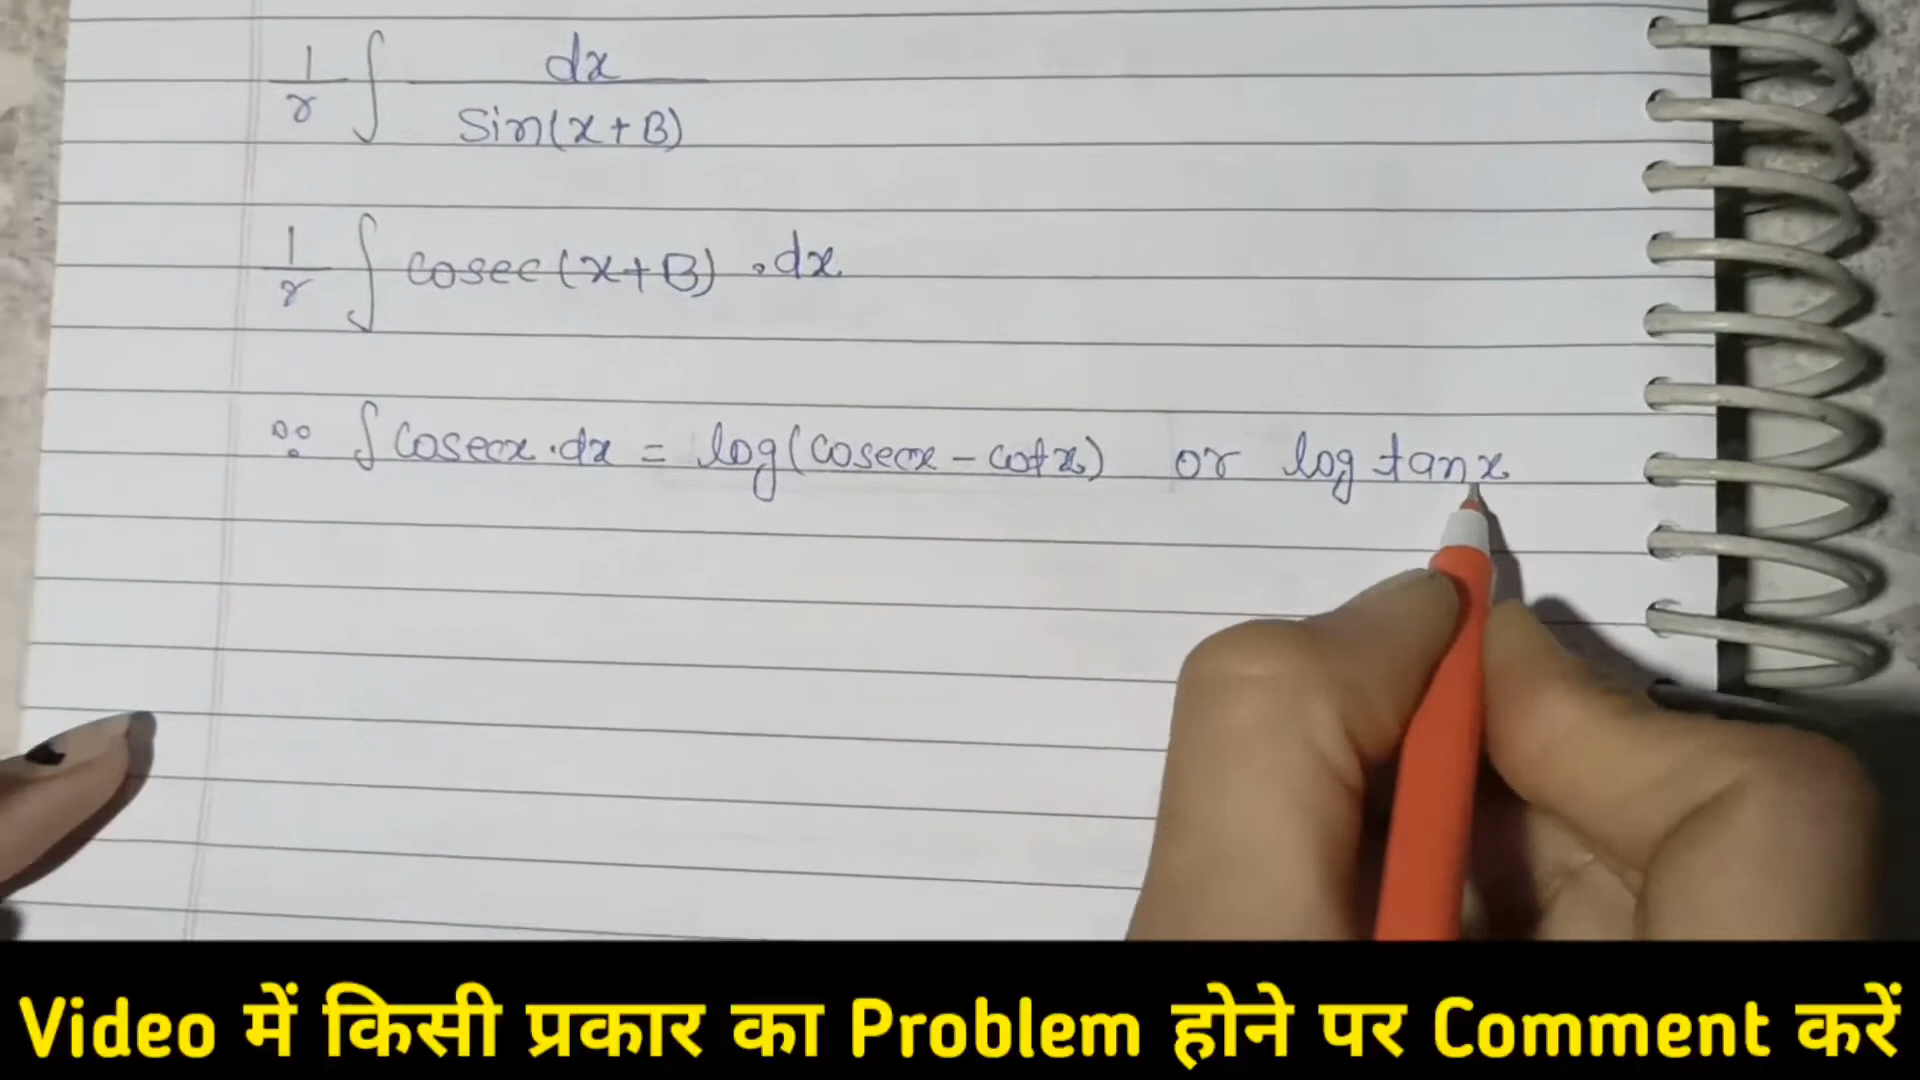 1/r ∫ dx / Sin(x+B)
1/r ∫ cosec(x+B) · dx
∵ ∫ cosecx · dx = log(cosecx - cotx) or log tanx
Video में किसी प्रकार का Problem होने पर Comment करें